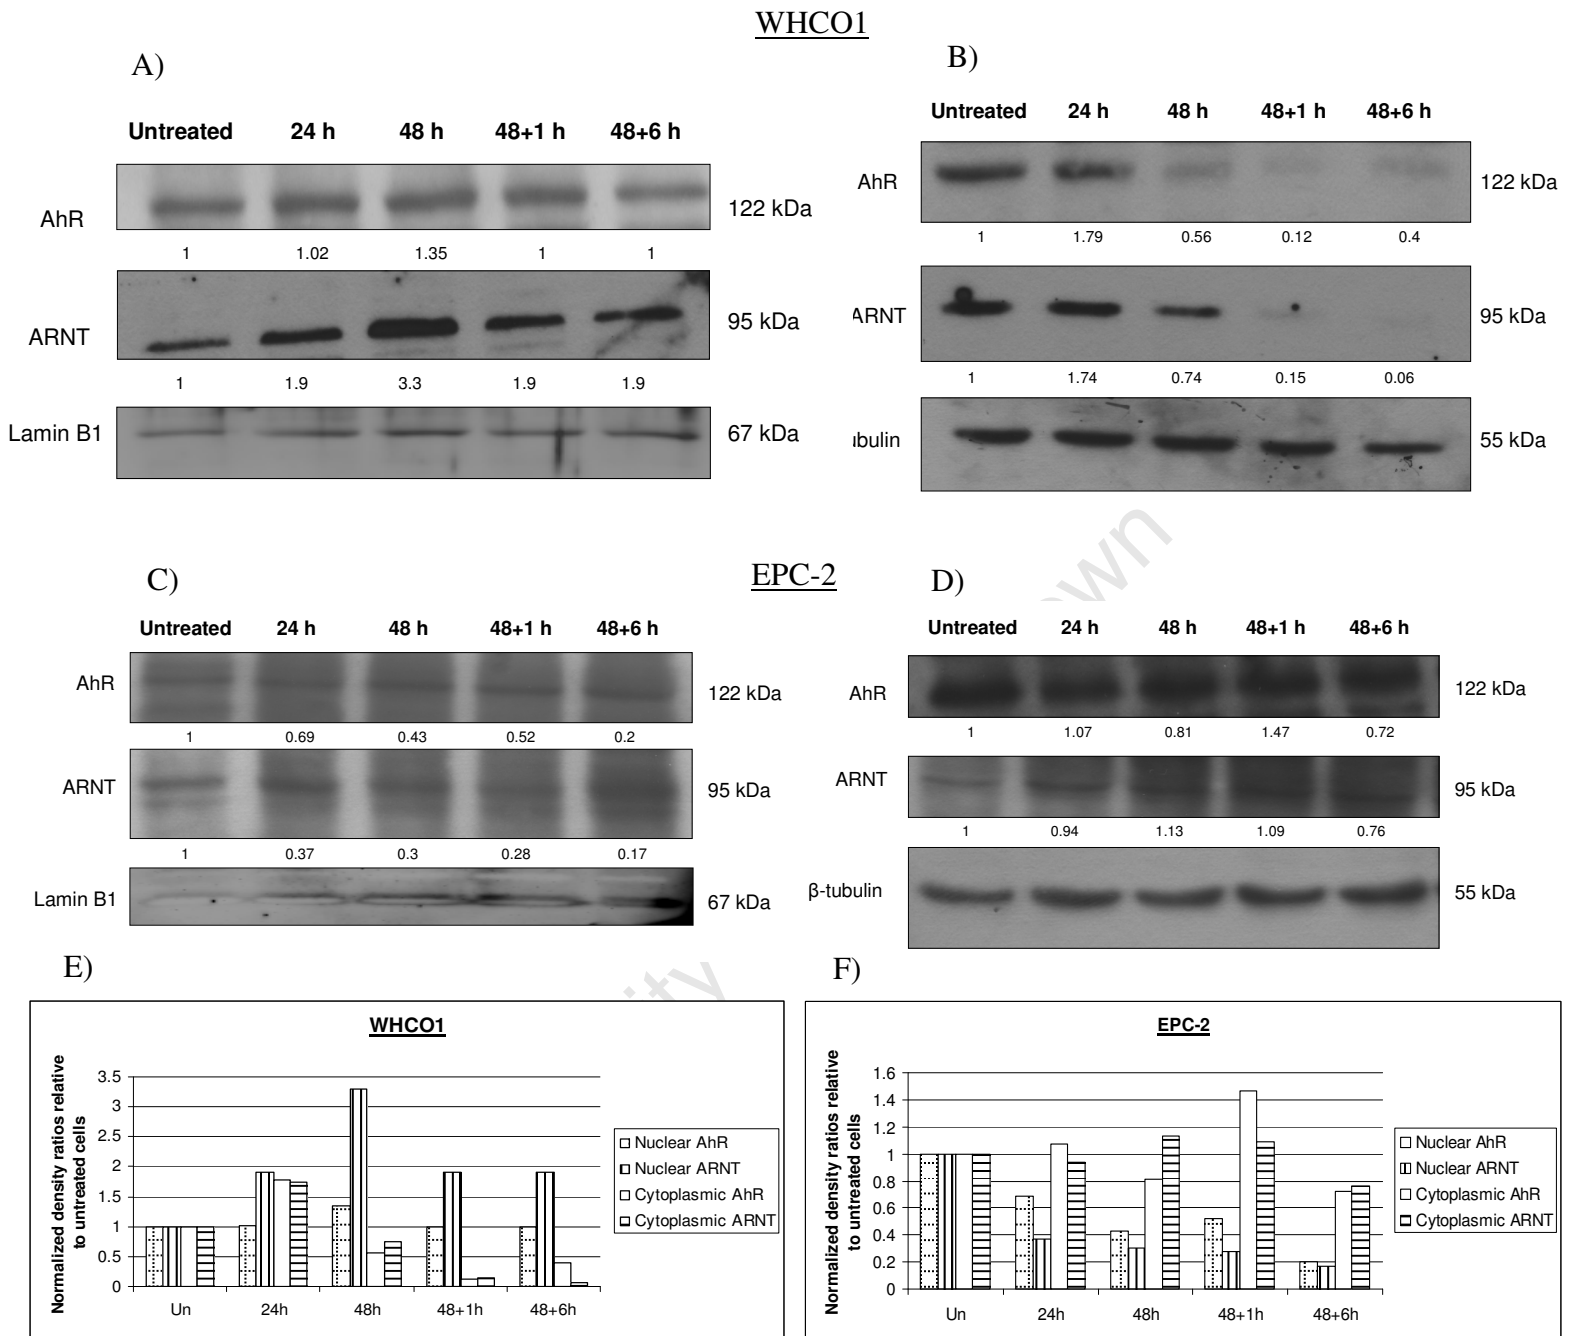 WHCO1
A)
Untreated 24 h 48 h 48+1 h 48+6 h
AhR 122 kDa
1 1.02 1.35 1 1
ARNT 95 kDa
1 1.9 3.3 1.9 1.9
Lamin B1 67 kDa
B)
Untreated 24 h 48 h 48+1 h 48+6 h
AhR 122 kDa
1 1.79 0.56 0.12 0.4
ARNT 95 kDa
1 1.74 0.74 0.15 0.06
ubulin 55 kDa
EPC-2
C)
Untreated 24 h 48 h 48+1 h 48+6 h
AhR 122 kDa
1 0.69 0.43 0.52 0.2
ARNT 95 kDa
1 0.37 0.3 0.28 0.17
Lamin B1 67 kDa
D)
Untreated 24 h 48 h 48+1 h 48+6 h
AhR 122 kDa
1 1.07 0.81 1.47 0.72
ARNT 95 kDa
1 0.94 1.13 1.09 0.76
β-tubulin 55 kDa
own
ity
E)
WHCO1
Normalized density ratios relative
to untreated cells
3.5
3
2.5
2
1.5
1
0.5
0
Un 24h 48h 48+1h 48+6h
Nuclear AhR
Nuclear ARNT
Cytoplasmic AhR
Cytoplasmic ARNT
F)
EPC-2
Normalized density ratios relative
to untreated cells
1.6
1.4
1.2
1
0.8
0.6
0.4
0.2
0
Un 24h 48h 48+1h 48+6h
Nuclear AhR
Nuclear ARNT
Cytoplasmic AhR
Cytoplasmic ARNT